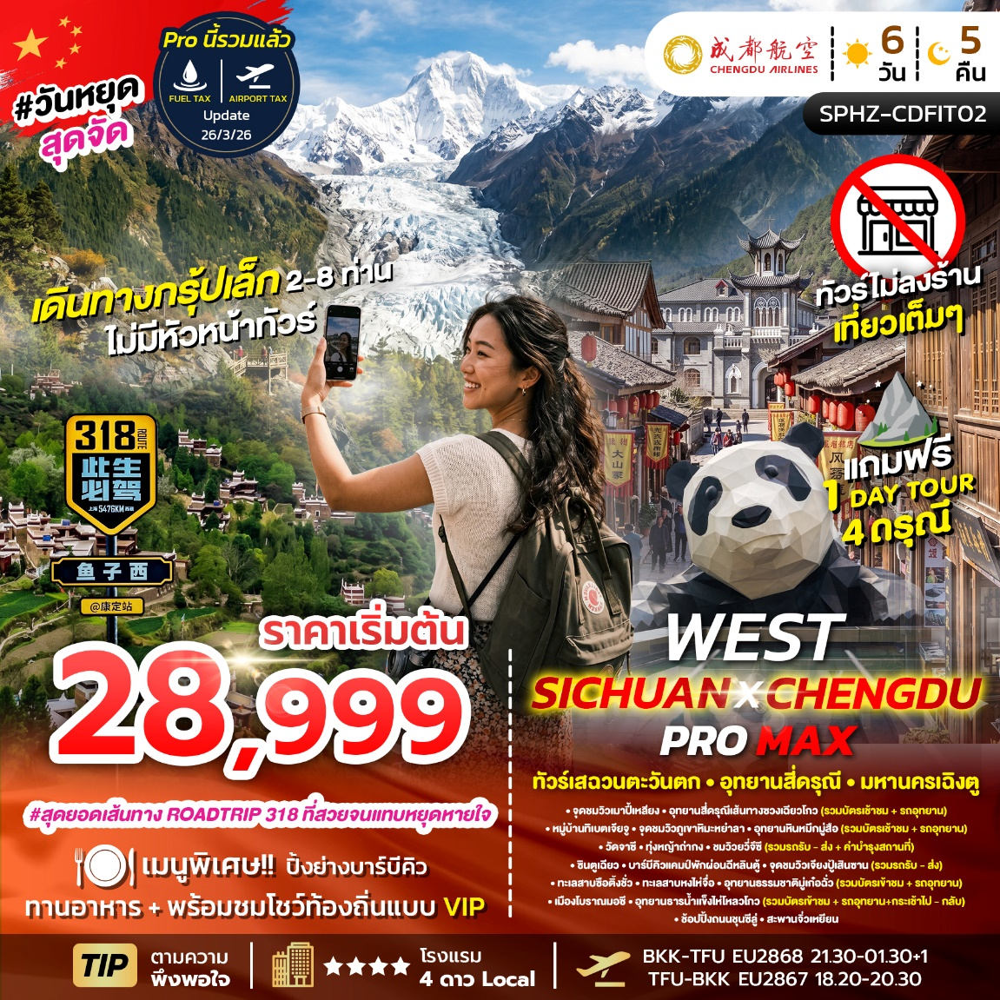 #วันหยุด
สุดจัด
Pro นี้รวมแล้ว
FUEL TAX
AIRPORT TAX
Update
26/3/26
成都航空
CHENGDU AIRLINES
6 วัน
5 คืน
SPHZ-CDFIT02
เดินทางกรุ้ปเล็ก 2-8 ท่าน
ไม่มีหัวหน้าทัวร์
ทัวร์ไม่ลงร้าน
เที่ยวเต็มๆ
แถมฟรี
1 DAY TOUR
4 ดรุณี
318 ROUTE
此生
必驾
上海 5476KM 西藏
鱼子西
@康定站
大山寨
ราคาเริ่มต้น
28,999
WEST
SICHUAN X CHENGDU
PRO MAX
ทัวร์เสฉวนตะวันตก • อุทยานสี่ดรุณี • มหานครเฉิงตู
#สุดยอดเส้นทาง ROADTRIP 318 ที่สวยจนแทบหยุดหายใจ
• จุดชมวิวเมาปี้เหลียง • อุทยานสี่ดรุณีเส้นทางซวงเฉียวโกว (รวมบัตรเช้าชม + รถอุทยาน)
• หมู่บ้านทิเบตเจียจู • จุดชมวิวภูเขาหิมะหย่าลา • อุทยานหินหมึกปู่สือ (รวมบัตรเช้าชม + รถอุทยาน)
• วัดจาซี • ทุ่งหญ้าถ่ากง • ชมวิวยวี่จีซี (รวมรถรับ - ส่ง + ค่าบำรุงสถานที่)
• ซินตูเฉียว • บาร์บีคิวแคมป์พักผ่อนฉีหลินตู้ • จุดชมวิวเจียงปู๋เสินซาน (รวมรถรับ - ส่ง)
• ทะเลสาบซือติ้งชั่ว • ทะเลสาบหงไห่จื่อ • อุทยานธรรมชาติมู่เก๋อฉั่ว (รวมบัตรเข้าชม + รถอุทยาน)
• เมืองโบราณมอซี • อุทยานธารน้ำแข็งไห่โหลวโกว (รวมบัตรเข้าชม + รถอุทยาน+กระเช้าไป - กลับ)
• ช้อปปิ้งถนนชุนซีลู่ • สะพานจิ่วเหยียน
เมนูพิเศษ!! ปิ้งย่างบาร์บีคิว
ทานอาหาร + พร้อมชมโชว์ท้องถิ่นแบบ VIP
TIP
ตามความ
พึงพอใจ
โรงแรม
4 ดาว Local
BKK-TFU EU2868 21.30-01.30+1
TFU-BKK EU2867 18.20-20.30